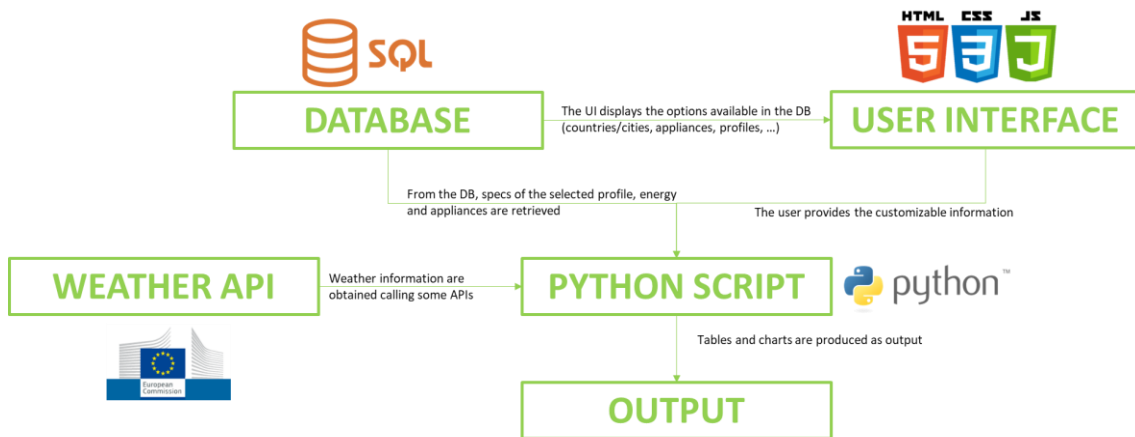 HTML CSS JS
5 3 J
SQL
DATABASE
The UI displays the options available in the DB
(countries/cities, appliances, profiles, ...)
USER INTERFACE
From the DB, specs of the selected profile, energy
and appliances are retrieved
The user provides the customizable information
WEATHER API
Weather information are
obtained calling some APIs
PYTHON SCRIPT
python™
European
Commission
Tables and charts are produced as output
OUTPUT